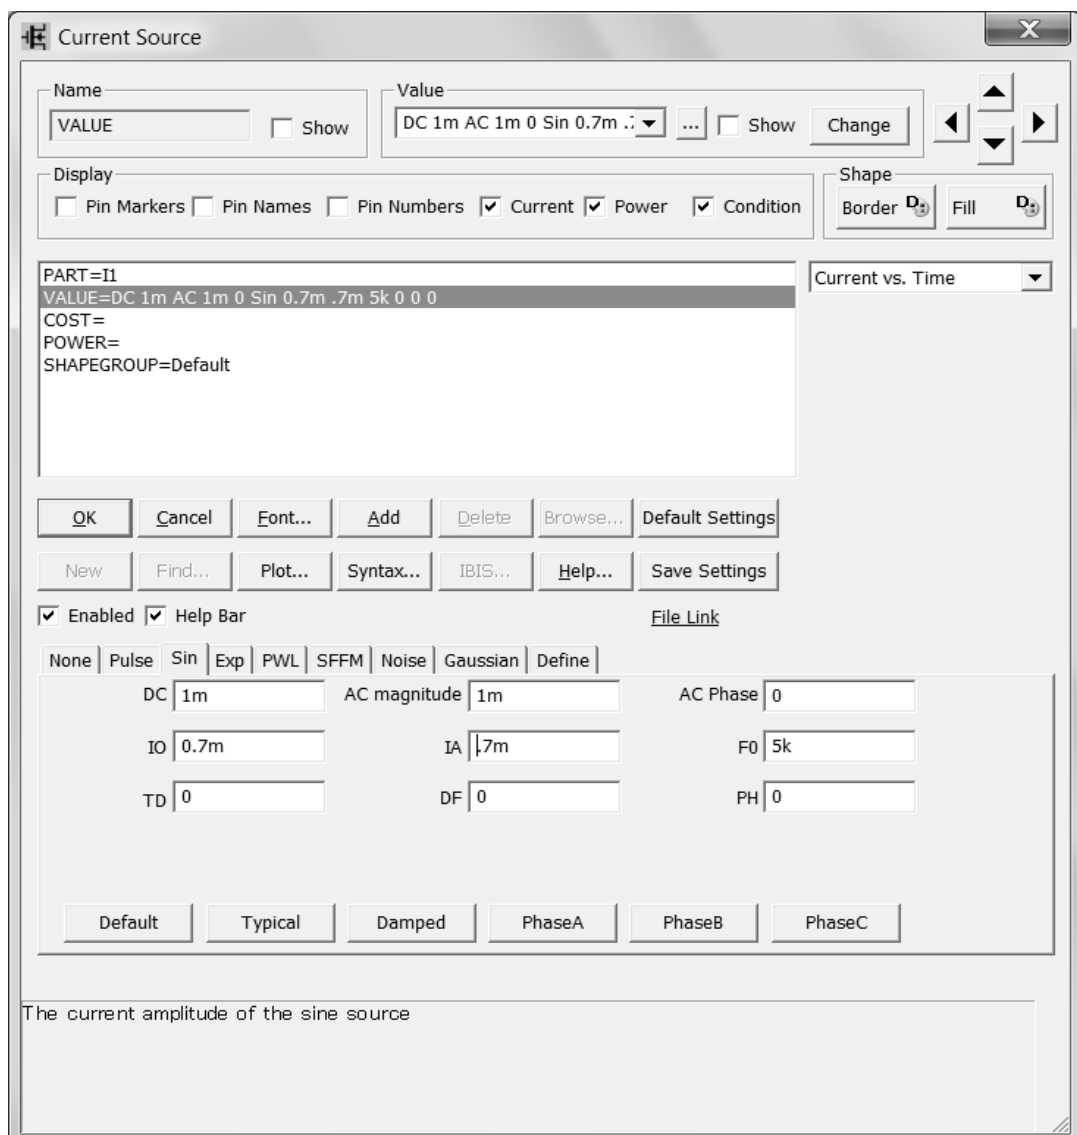 Current Source
X
Name
Value
VALUE
Show
DC 1m AC 1m 0 Sin 0.7m .
...
Show
Change
Display
Shape
Pin Markers Pin Names Pin Numbers Current Power Condition
Border D
Fill D
PART=I1
Current vs. Time
VALUE=DC 1m AC 1m 0 Sin 0.7m .7m 5k 0 0 0
COST=
POWER=
SHAPEGROUP=Default
OK Cancel Font... Add Delete Browse... Default Settings
New Find... Plot... Syntax... IBIS... Help... Save Settings
Enabled Help Bar File Link
None Pulse Sin Exp PWL SFFM Noise Gaussian Define
DC 1m AC magnitude 1m AC Phase 0
IO 0.7m IA .7m F0 5k
TD 0 DF 0 PH 0
Default Typical Damped PhaseA PhaseB PhaseC
The current amplitude of the sine source